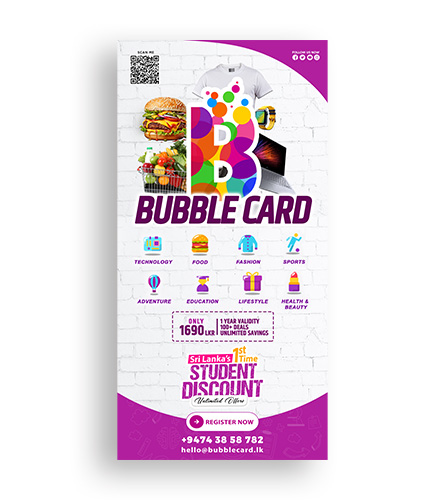 SCAN ME
FOLLOW US NOW
B
BUBBLE CARD
TECHNOLOGY
FOOD
FASHION
SPORTS
ADVENTURE
EDUCATION
LIFESTYLE
HEALTH &
BEAUTY
ONLY
1690 LKR
1 YEAR VALIDITY
100+ DEALS
UNLIMITED SAVINGS
Sri Lanka's 1st Time
STUDENT
DISCOUNT
Unlimited Offers
REGISTER NOW
+9474 38 58 782
hello@bubblecard.lk